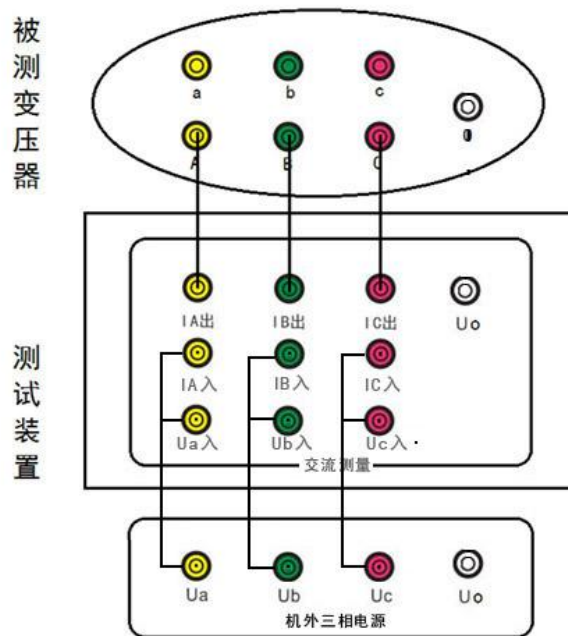 被测变压器
a b c
0
A B C
测试装置
IA出 IB出 IC出 Uo
IA入 IB入 IC入
Ua入 Ub入 Uc入 .
交流测量
Ua Ub Uc Uo
机外三相电源